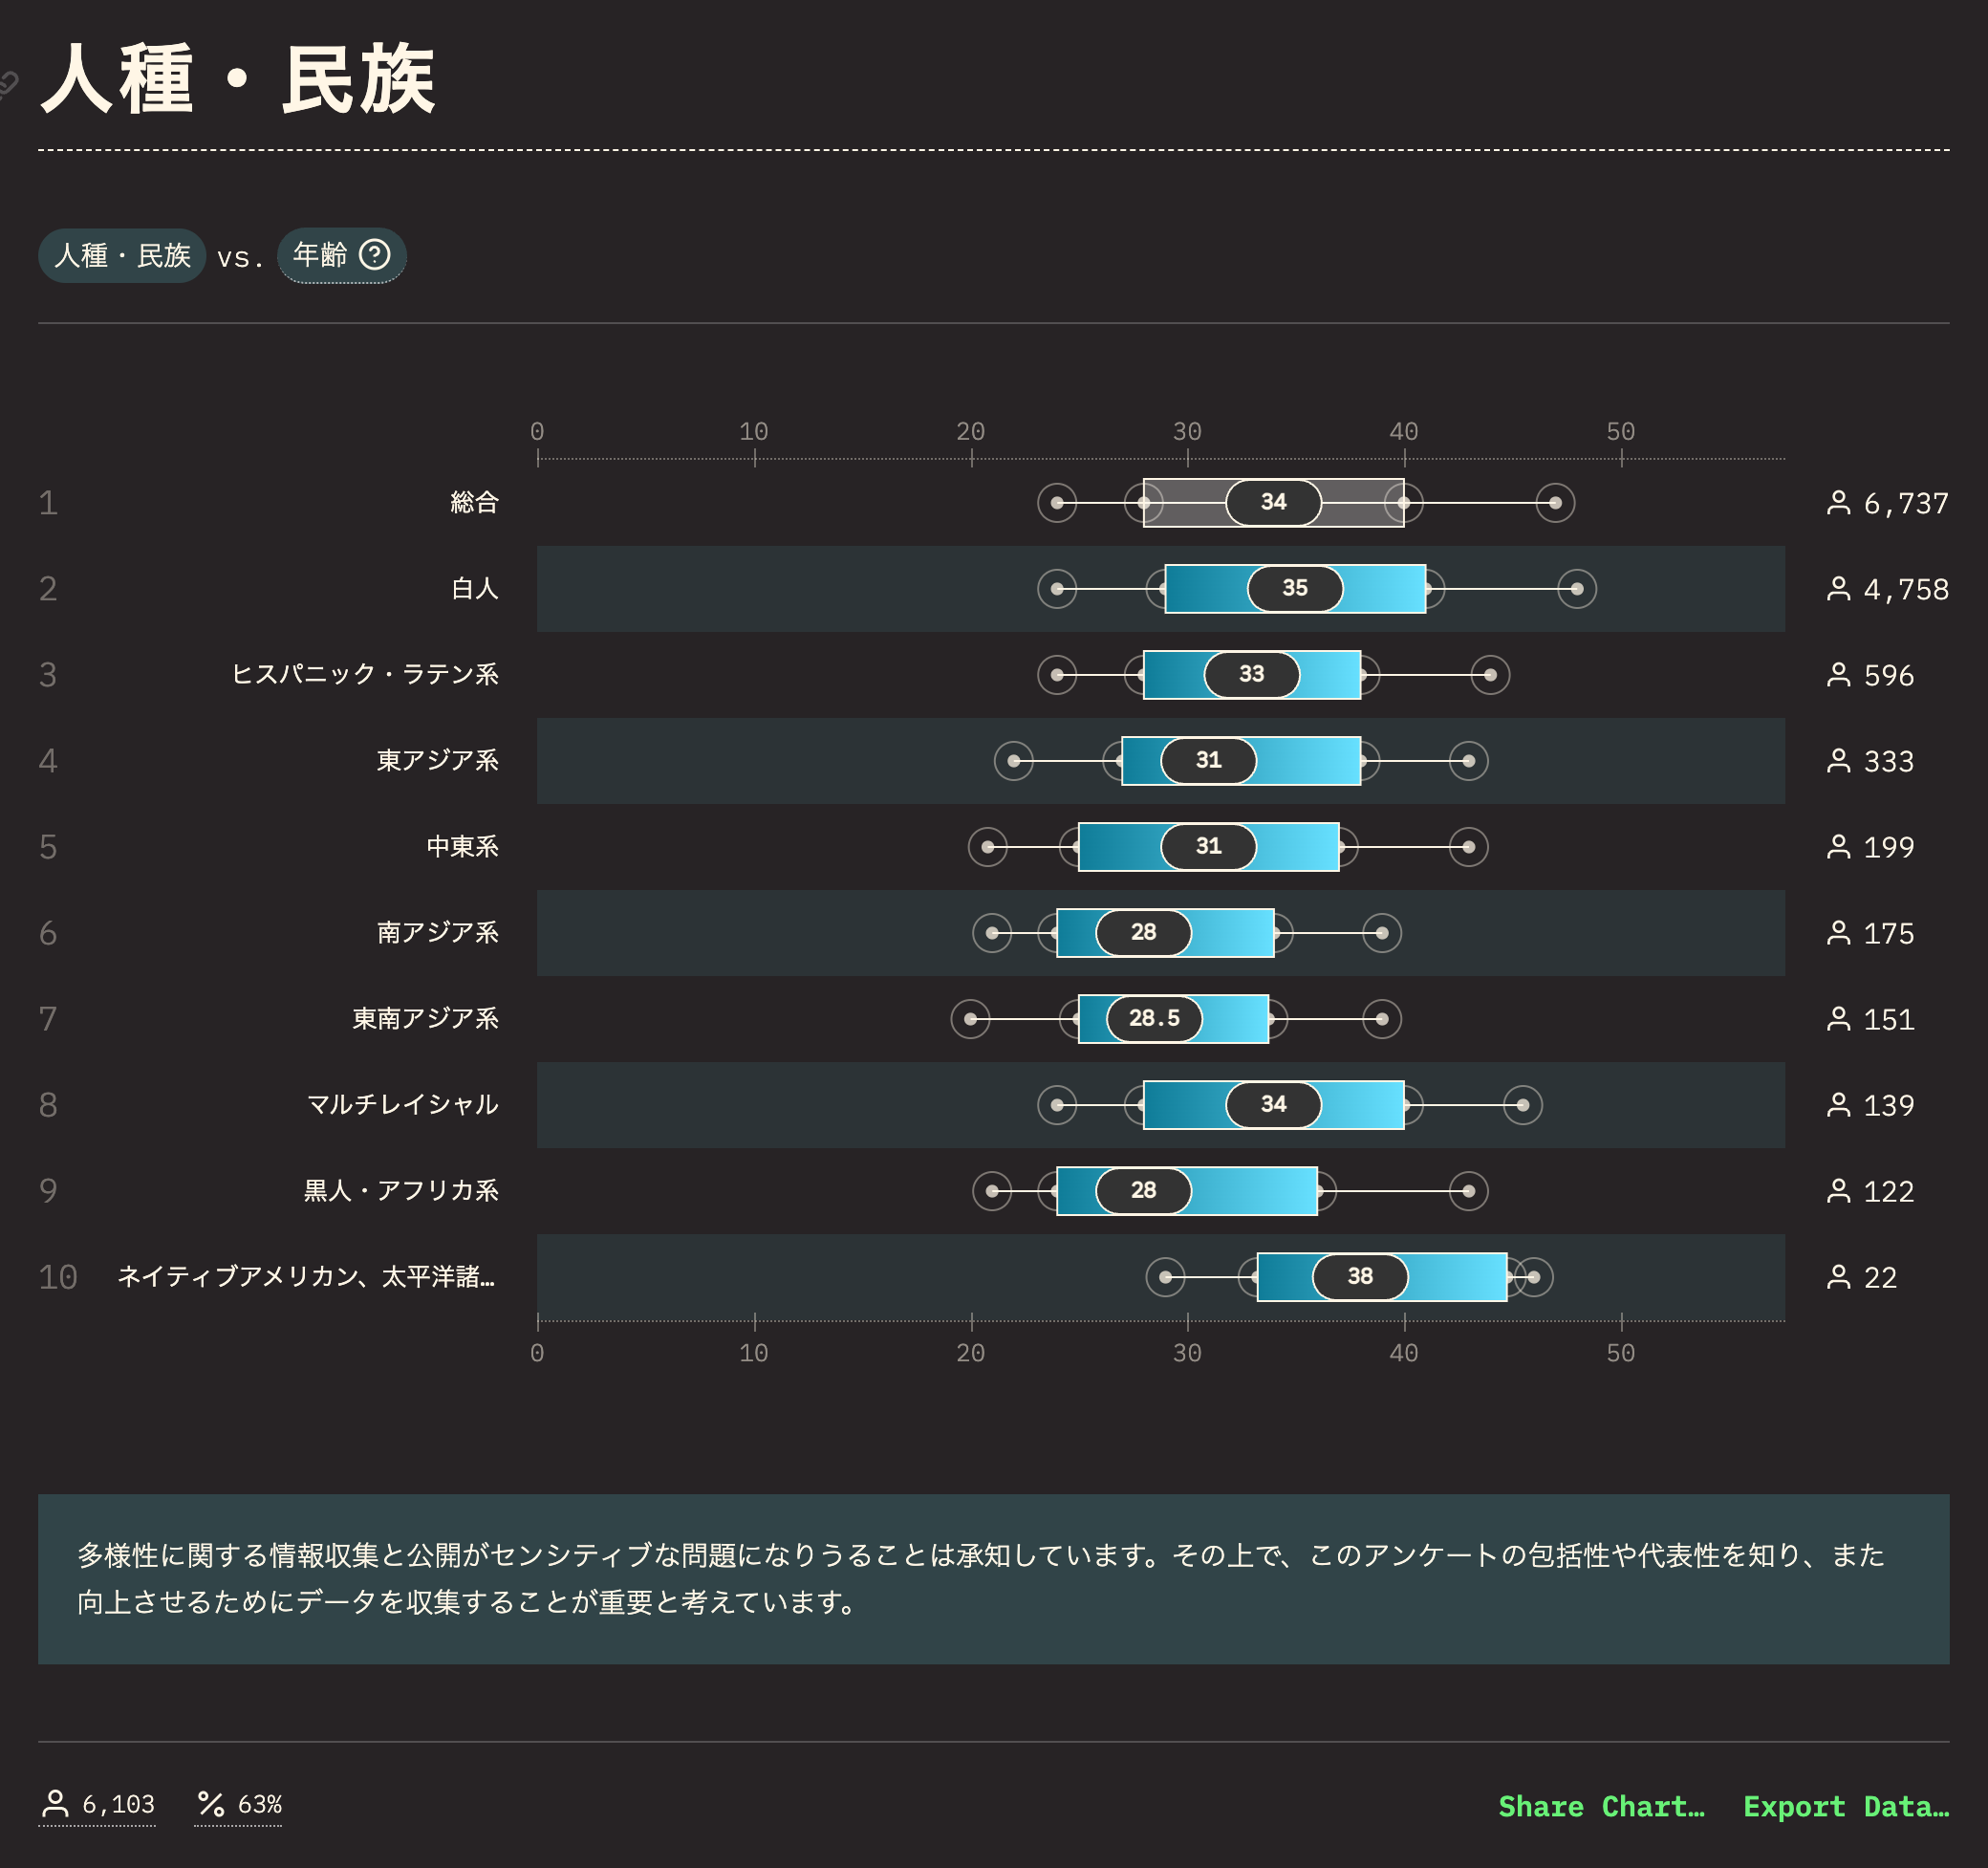 人種・民族
人種・民族 vs. 年齢
0 10 20 30 40 50
1 総合 34 6,737
2 白人 35 4,758
3 ヒスパニック・ラテン系 33 596
4 東アジア系 31 333
5 中東系 31 199
6 南アジア系 28 175
7 東南アジア系 28.5 151
8 マルチレイシャル 34 139
9 黒人・アフリカ系 28 122
10 ネイティブアメリカン、太平洋諸… 38 22
0 10 20 30 40 50
多様性に関する情報収集と公開がセンシティブな問題になりうることは承知しています。その上で、このアンケートの包括性や代表性を知り、また
向上させるためにデータを収集することが重要と考えています。
6,103 63% Share Chart… Export Data…